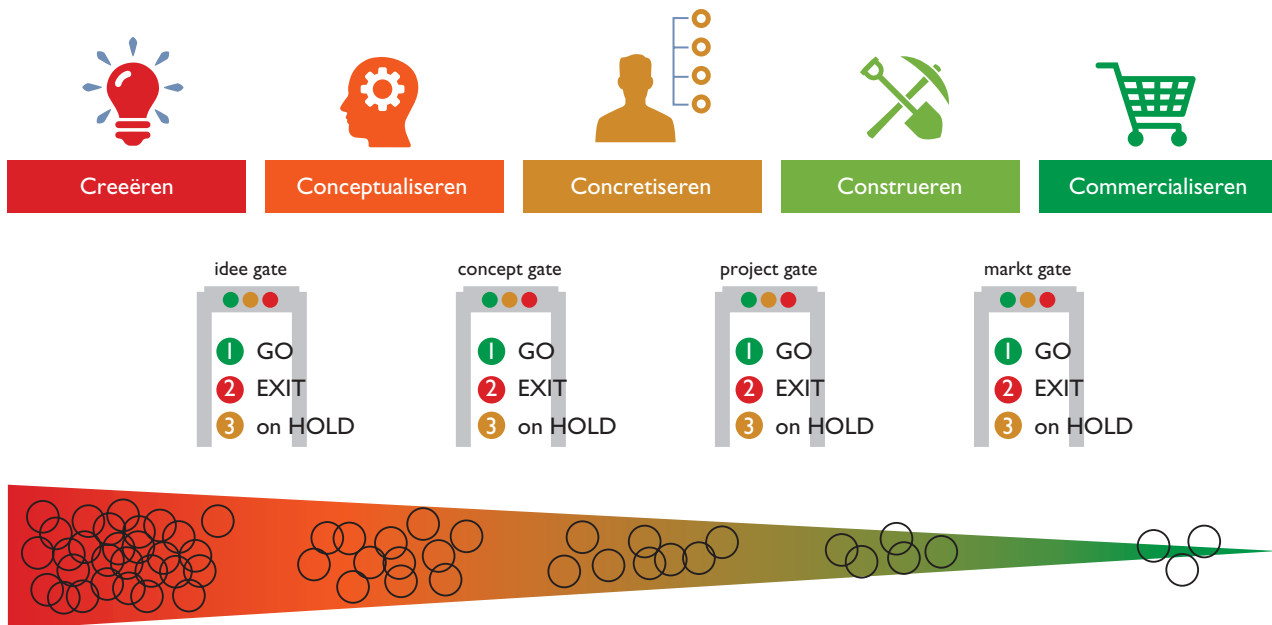 Creeëren
Conceptualiseren
Concretiseren
Construeren
Commercialiseren
idee gate
1 GO
2 EXIT
3 on HOLD
concept gate
1 GO
2 EXIT
3 on HOLD
project gate
1 GO
2 EXIT
3 on HOLD
markt gate
1 GO
2 EXIT
3 on HOLD